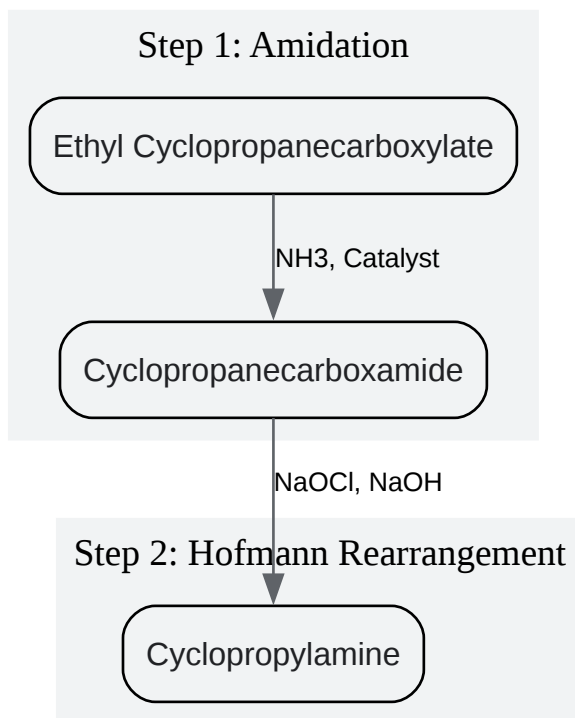 Step 1: Amidation
Ethyl Cyclopropanecarboxylate
NH3, Catalyst
Cyclopropanecarboxamide
NaOCl, NaOH
Step 2: Hofmann Rearrangement
Cyclopropylamine